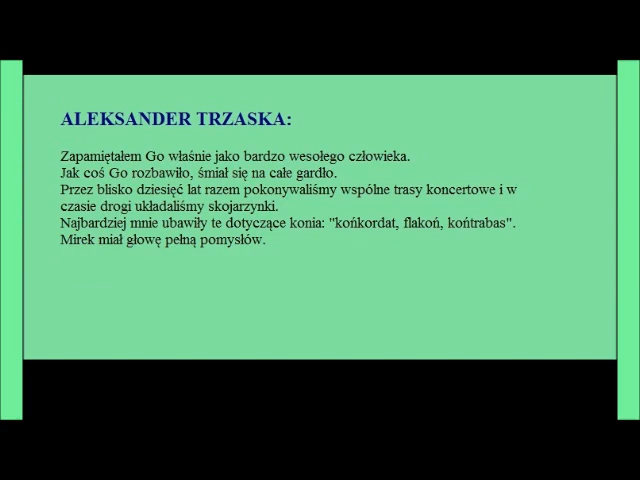 ALEKSANDER TRZASKA:
Zapamiętałem Go właśnie jako bardzo wesołego człowieka.
Jak coś Go rozbawiło, śmiał się na całe gardło.
Przez blisko dziesięć lat razem pokonywaliśmy wspólne trasy koncertowe i w
czasie drogi układaliśmy skojarzynki.
Najbardziej mnie ubawiły te dotyczące konia: "końkordat, flakoń, końtrabas".
Mirek miał głowę pełną pomysłów.